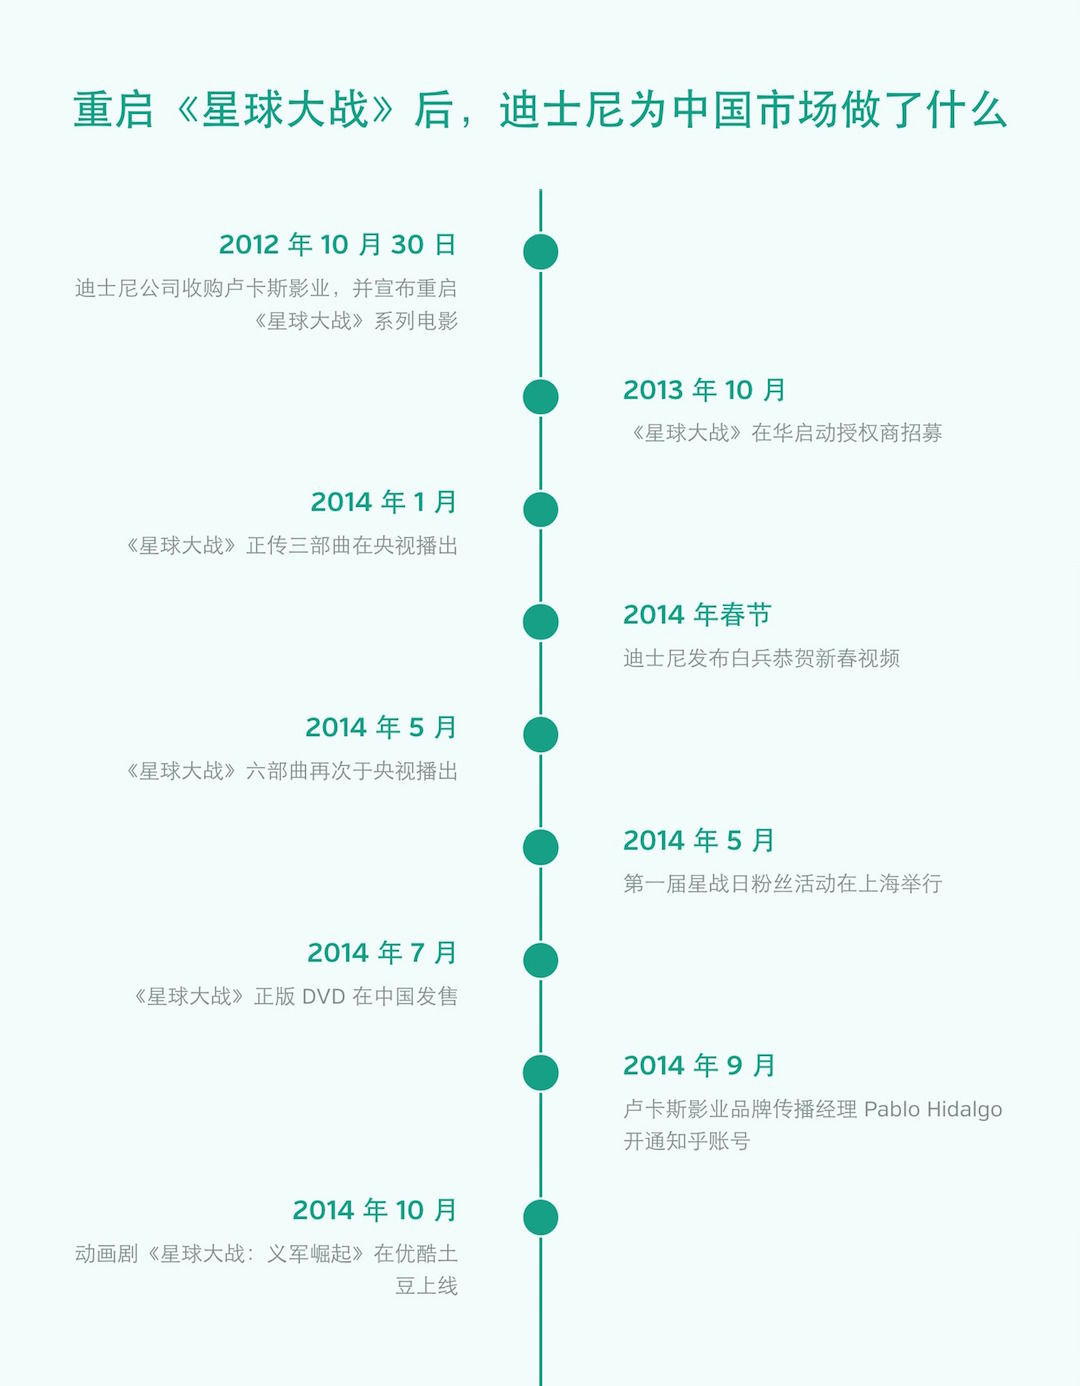 重启《星球大战》后，迪士尼为中国市场做了什么
2012 年 10 月 30 日
迪士尼公司收购卢卡斯影业，并宣布重启
《星球大战》系列电影
2013 年 10 月
《星球大战》在华启动授权商招募
2014 年 1 月
《星球大战》正传三部曲在央视播出
2014 年春节
迪士尼发布白兵恭贺新春视频
2014 年 5 月
《星球大战》六部曲再次于央视播出
2014 年 5 月
第一届星战日粉丝活动在上海举行
2014 年 7 月
《星球大战》正版 DVD 在中国发售
2014 年 9 月
卢卡斯影业品牌传播经理 Pablo Hidalgo
开通知乎账号
2014 年 10 月
动画剧《星球大战：义军崛起》在优酷土
豆上线